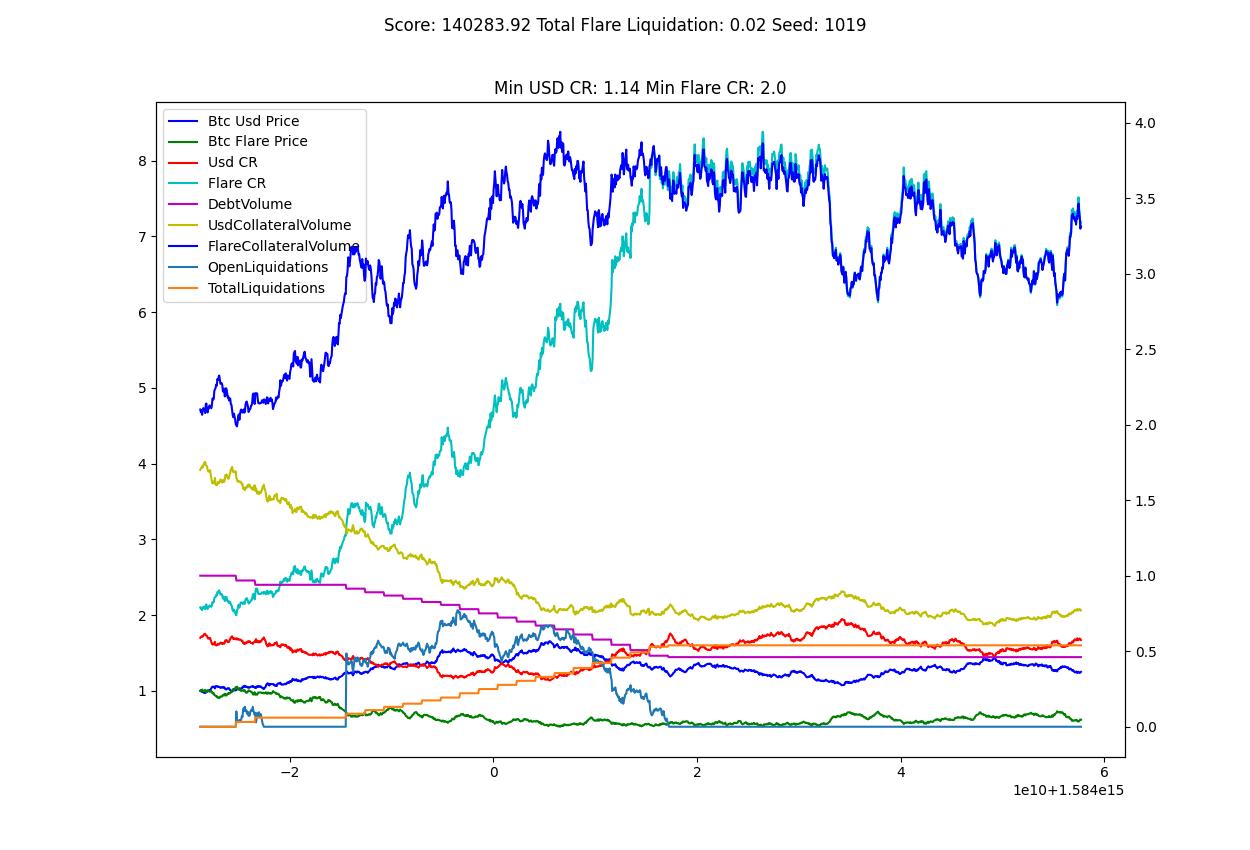 Score: 140283.92 Total Flare Liquidation: 0.02 Seed: 1019
Min USD CR: 1.14 Min Flare CR: 2.0
Btc Usd Price
Btc Flare Price
Usd CR
Flare CR
DebtVolume
UsdCollateralVolume
FlareCollateralVolume
OpenLiquidations
TotalLiquidations
8
7
6
5
4
3
2
1
4.0
3.5
3.0
2.5
2.0
1.5
1.0
0.5
0.0
−2 0 2 4 6
1e10+1.584e15